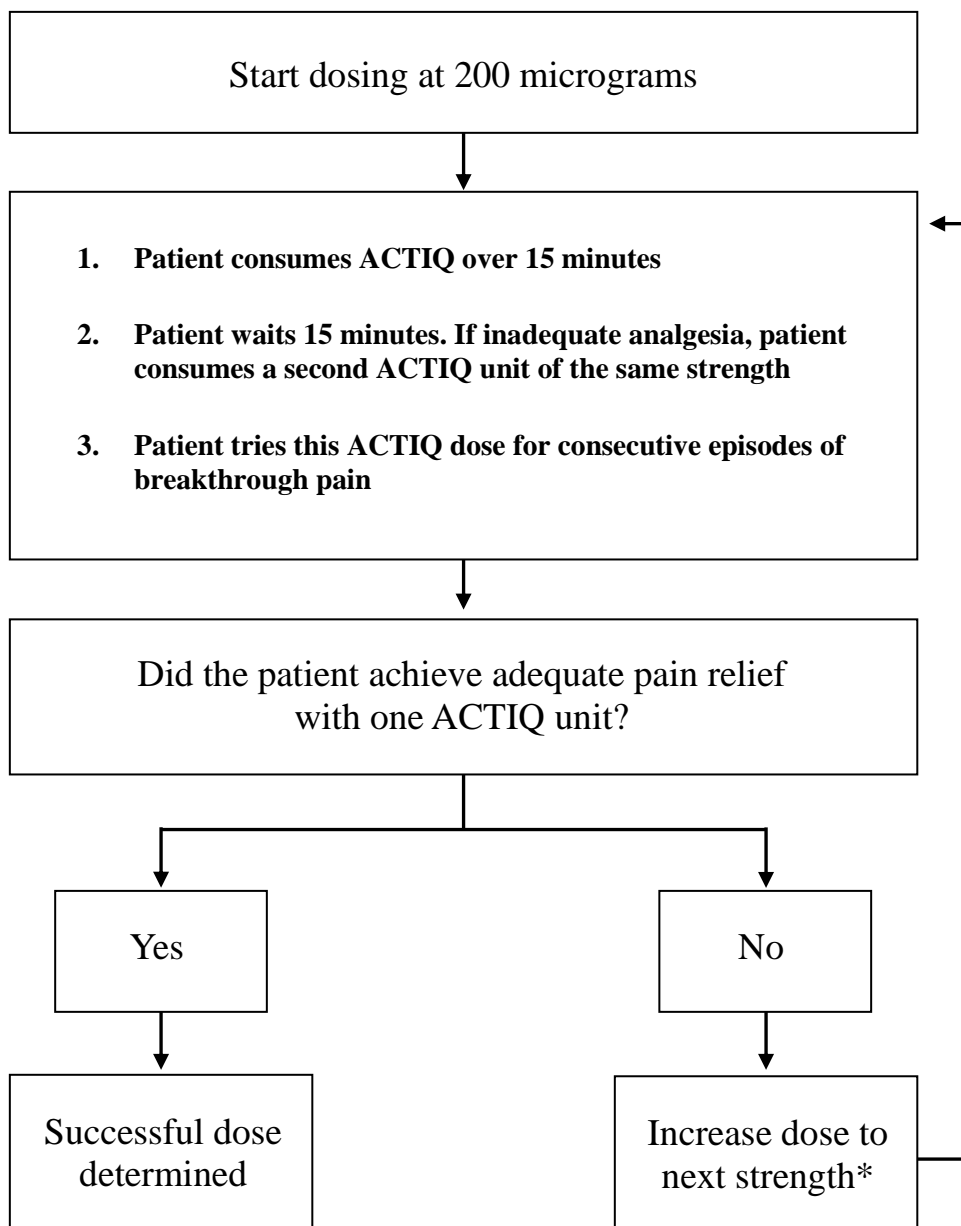 Start dosing at 200 micrograms
1. Patient consumes ACTIQ over 15 minutes
2. Patient waits 15 minutes. If inadequate analgesia, patient
consumes a second ACTIQ unit of the same strength
3. Patient tries this ACTIQ dose for consecutive episodes of
breakthrough pain
Did the patient achieve adequate pain relief
with one ACTIQ unit?
Yes
No
Successful dose
determined
Increase dose to
next strength*